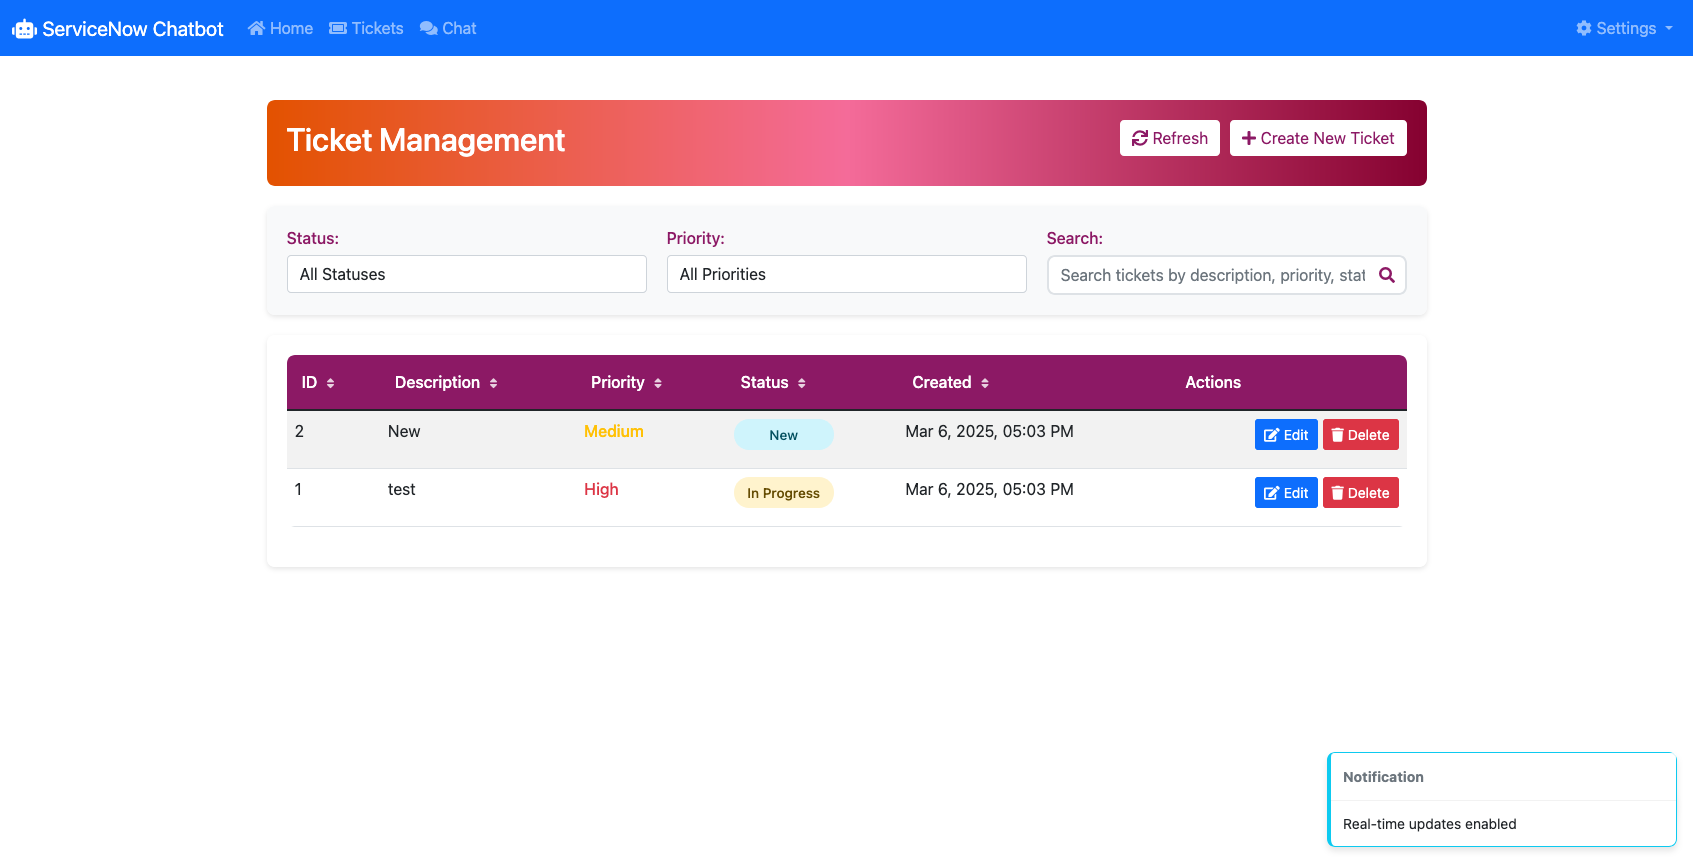 ServiceNow Chatbot Home Tickets Chat Settings
Ticket Management Refresh Create New Ticket
Status: Priority: Search:
All Statuses All Priorities Search tickets by description, priority, stat
ID Description Priority Status Created Actions
2 New Medium New Mar 6, 2025, 05:03 PM Edit Delete
1 test High In Progress Mar 6, 2025, 05:03 PM Edit Delete
Notification
Real-time updates enabled